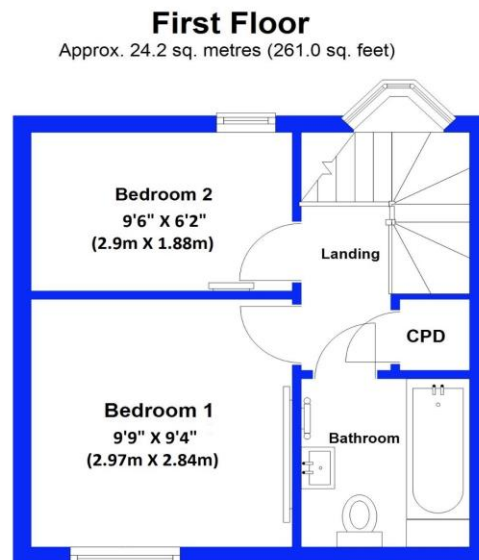 First Floor
Approx. 24.2 sq. metres (261.0 sq. feet)
Bedroom 2
9'6" X 6'2"
(2.9m X 1.88m)
Landing
CPD
Bedroom 1
9'9" X 9'4"
(2.97m X 2.84m)
Bathroom